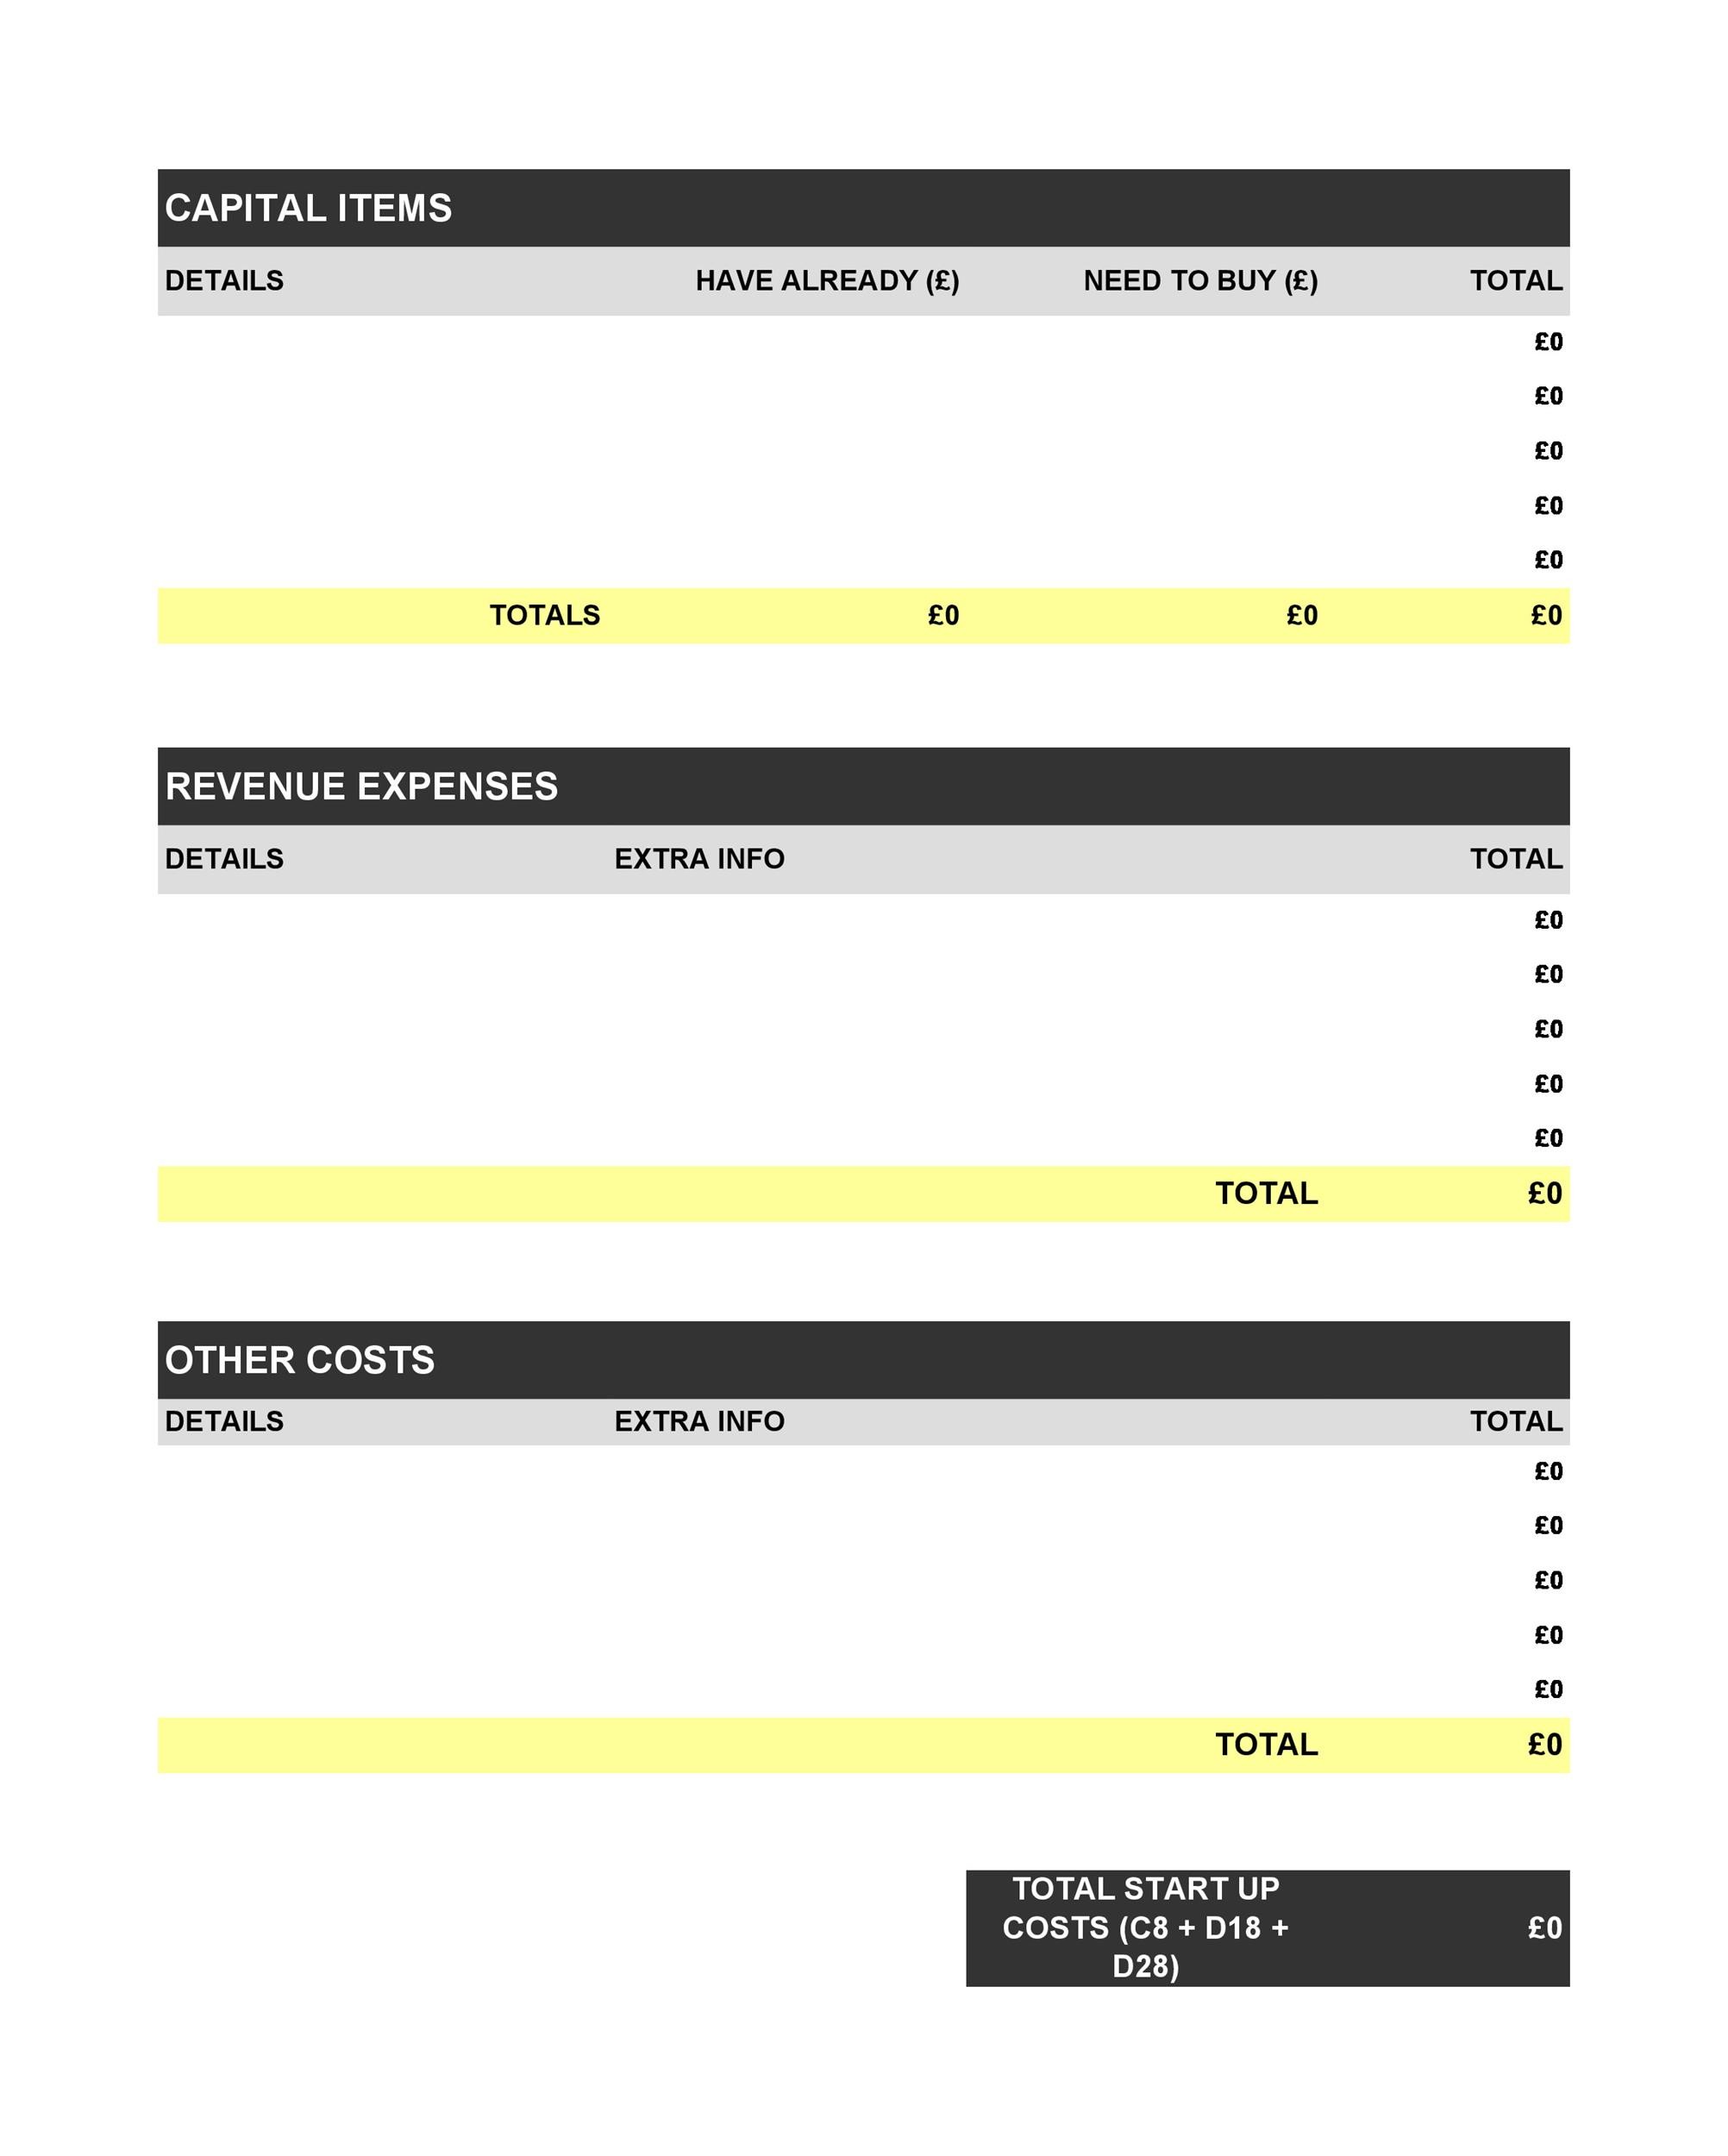 CAPITAL ITEMS
DETAILS HAVE ALREADY (£) NEED TO BUY (£) TOTAL
£0
£0
£0
£0
£0
TOTALS £0 £0 £0
REVENUE EXPENSES
DETAILS EXTRA INFO TOTAL
£0
£0
£0
£0
£0
TOTAL £0
OTHER COSTS
DETAILS EXTRA INFO TOTAL
£0
£0
£0
£0
£0
TOTAL £0
TOTAL START UP
COSTS (C8 + D18 + £0
D28)